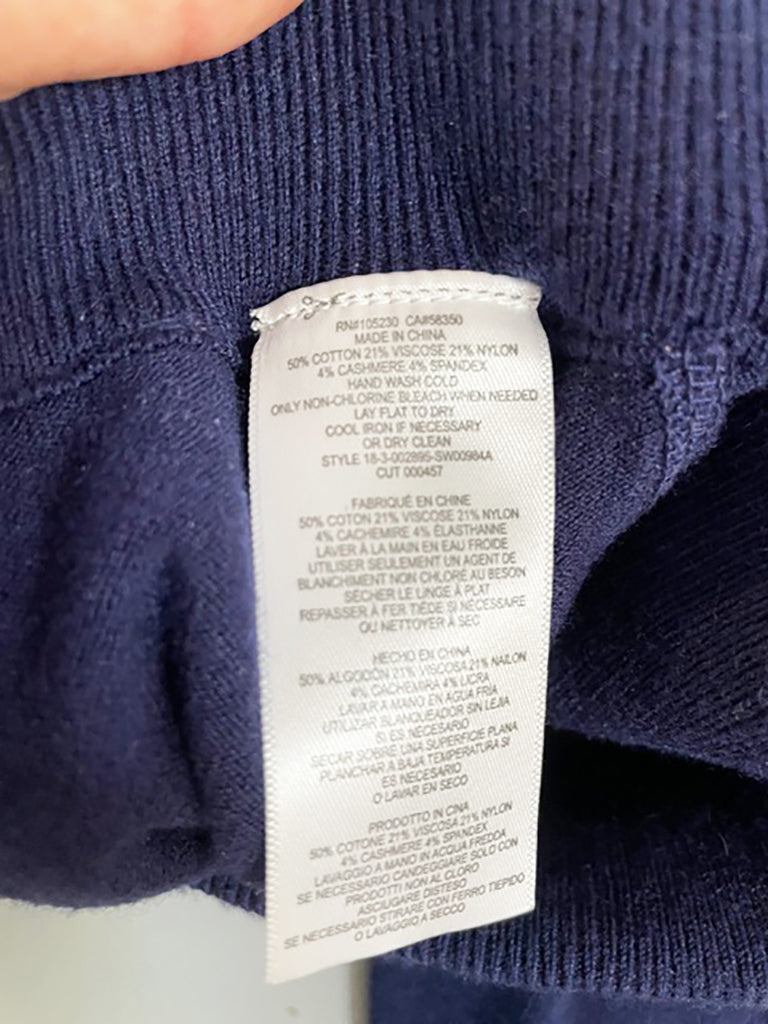 RN#105230 CA#58350
MADE IN CHINA
50% COTTON 21% VISCOSE 21% NYLON
4% CASHMERE 4% SPANDEX
HAND WASH COLD
ONLY NON-CHLORINE BLEACH WHEN NEEDED
LAY FLAT TO DRY
COOL IRON IF NECESSARY
OR DRY CLEAN
STYLE 18-3-002895-SW00984A
CUT 000457
FABRIQUÉ EN CHINE
50% COTON 21% VISCOSE 21% NYLON
4% CACHEMIRE 4% ÉLASTHANNE
LAVER À LA MAIN EN EAU FROIDE
UTILISER SEULEMENT UN AGENT DE
BLANCHIMENT NON CHLORÉ AU BESOIN
SÉCHER LE LINGE À PLAT
REPASSER À FER TIÈDE SI NÉCESSAIRE
OU NETTOYER À SEC
HECHO EN CHINA
50% ALGODÓN 21% VISCOSA 21% NAILON
4% CACHEMIRA 4% LICRA
LAVAR A MANO EN AGUA FRÍA
UTILIZAR BLANQUEADOR SIN LEJÍA
SI ES NECESARIO
SECAR SOBRE UNA SUPERFICIE PLANA
PLANCHAR A BAJA TEMPERATURA SI
ES NECESARIO
O LAVAR EN SECO
PRODOTTO IN CINA
50% COTONE 21% VISCOSA 21% NYLON
4% CASHMERE 4% SPANDEX
LAVAGGIO A MANO IN ACQUA FREDDA
SE NECESSARIO CANDEGGIARE SOLO CON
PRODOTTI NON AL CLORO
ASCIUGARE DISTESO
SE NECESSARIO STIRARE CON FERRO TIEPIDO
O LAVAGGIO A SECCO